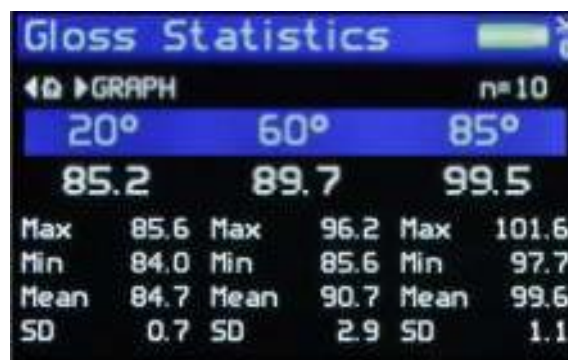 Gloss Statistics
GRAPH n=10
20° 60° 85°
85.2 89.7 99.5
Max 85.6 Max 96.2 Max 101.6
Min 84.0 Min 85.6 Min 97.7
Mean 84.7 Mean 90.7 Mean 99.6
SD 0.7 SD 2.9 SD 1.1